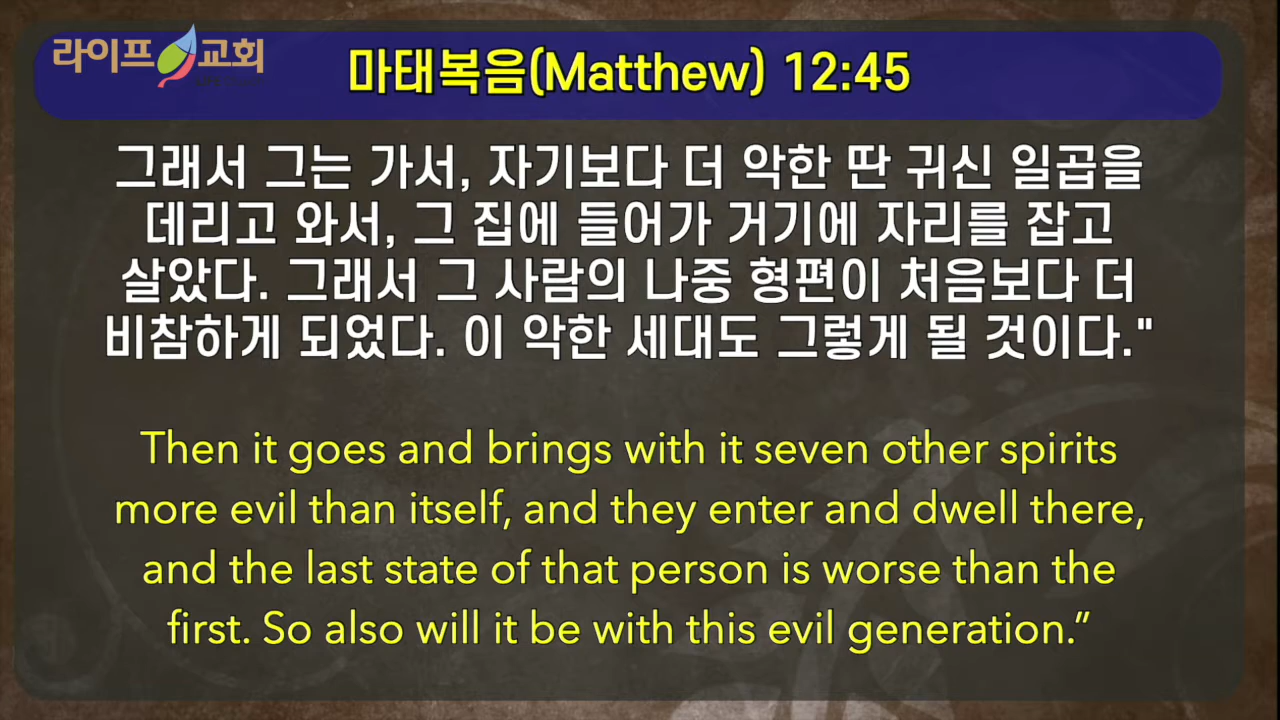 라이프 교회
마태복음(Matthew) 12:45
그래서 그는 가서, 자기보다 더 악한 딴 귀신 일곱을
데리고 와서, 그 집에 들어가 거기에 자리를 잡고
살았다. 그래서 그 사람의 나중 형편이 처음보다 더
비참하게 되었다. 이 악한 세대도 그렇게 될 것이다."
Then it goes and brings with it seven other spirits
more evil than itself, and they enter and dwell there,
and the last state of that person is worse than the
first. So also will it be with this evil generation.”